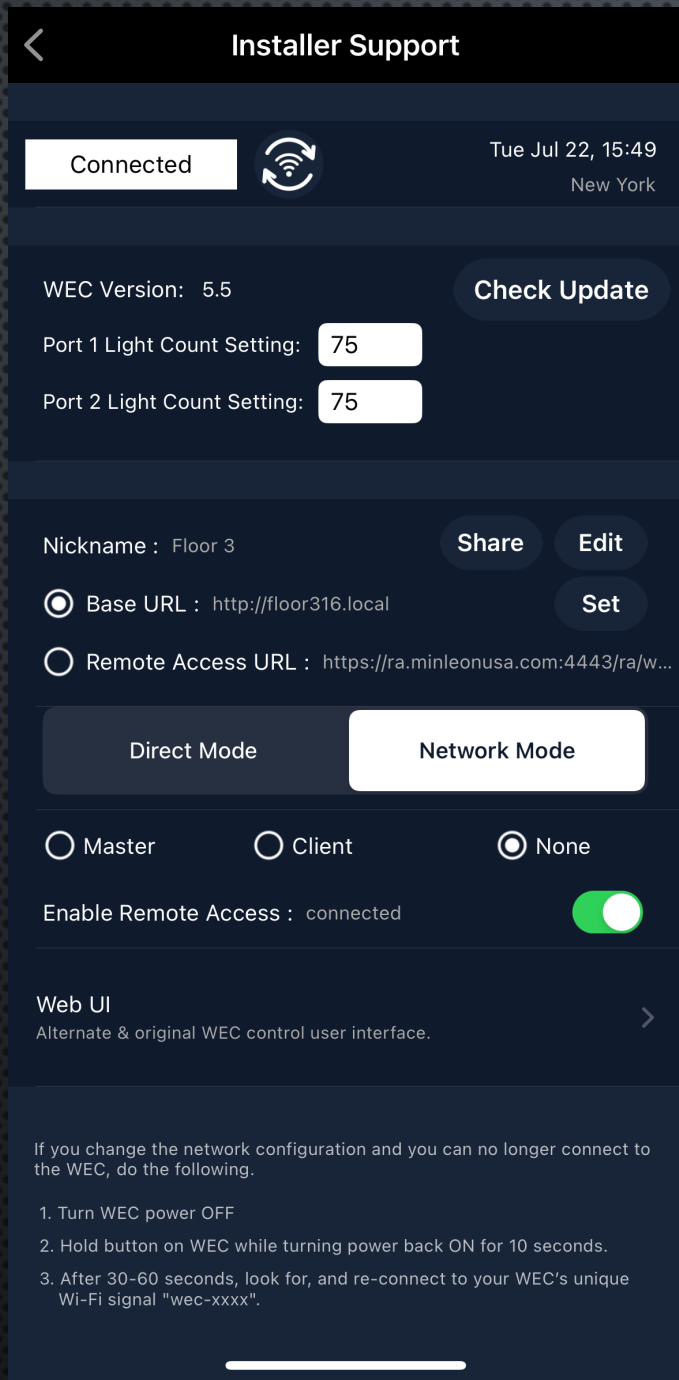 Installer Support
Connected
Tue Jul 22, 15:49
New York
WEC Version: 5.5
Check Update
Port 1 Light Count Setting: 75
Port 2 Light Count Setting: 75
Nickname : Floor 3
Share
Edit
Base URL : http://floor316.local
Set
Remote Access URL : https://ra.minleonusa.com:4443/ra/w...
Direct Mode
Network Mode
Master
Client
None
Enable Remote Access : connected
Web UI
Alternate & original WEC control user interface.
If you change the network configuration and you can no longer connect to
the WEC, do the following.
1. Turn WEC power OFF
2. Hold button on WEC while turning power back ON for 10 seconds.
3. After 30-60 seconds, look for, and re-connect to your WEC's unique
Wi-Fi signal "wec-xxxx".